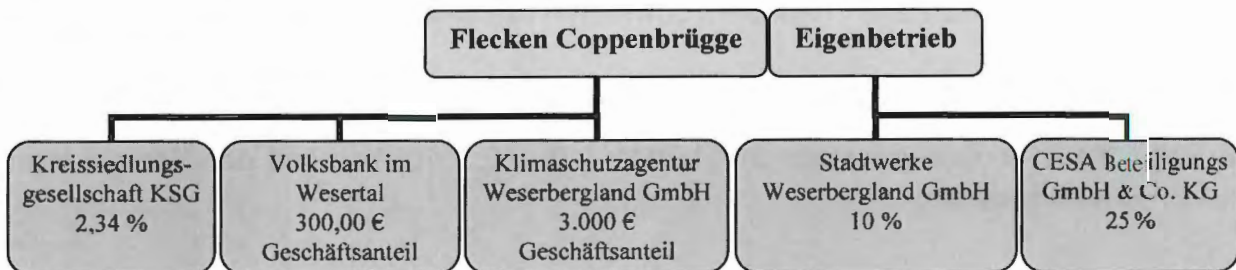 Flecken Coppenbrügge
Eigenbetrieb
Kreissiedlungs-
gesellschaft KSG
2,34 %
Volksbank im
Wesertal
300,00 €
Geschäftsanteil
Klimaschutzagentur
Weserbergland GmbH
3.000 €
Geschäftsanteil
Stadtwerke
Weserbergland GmbH
10 %
CESA Beteiligungs
GmbH & Co. KG
25 %